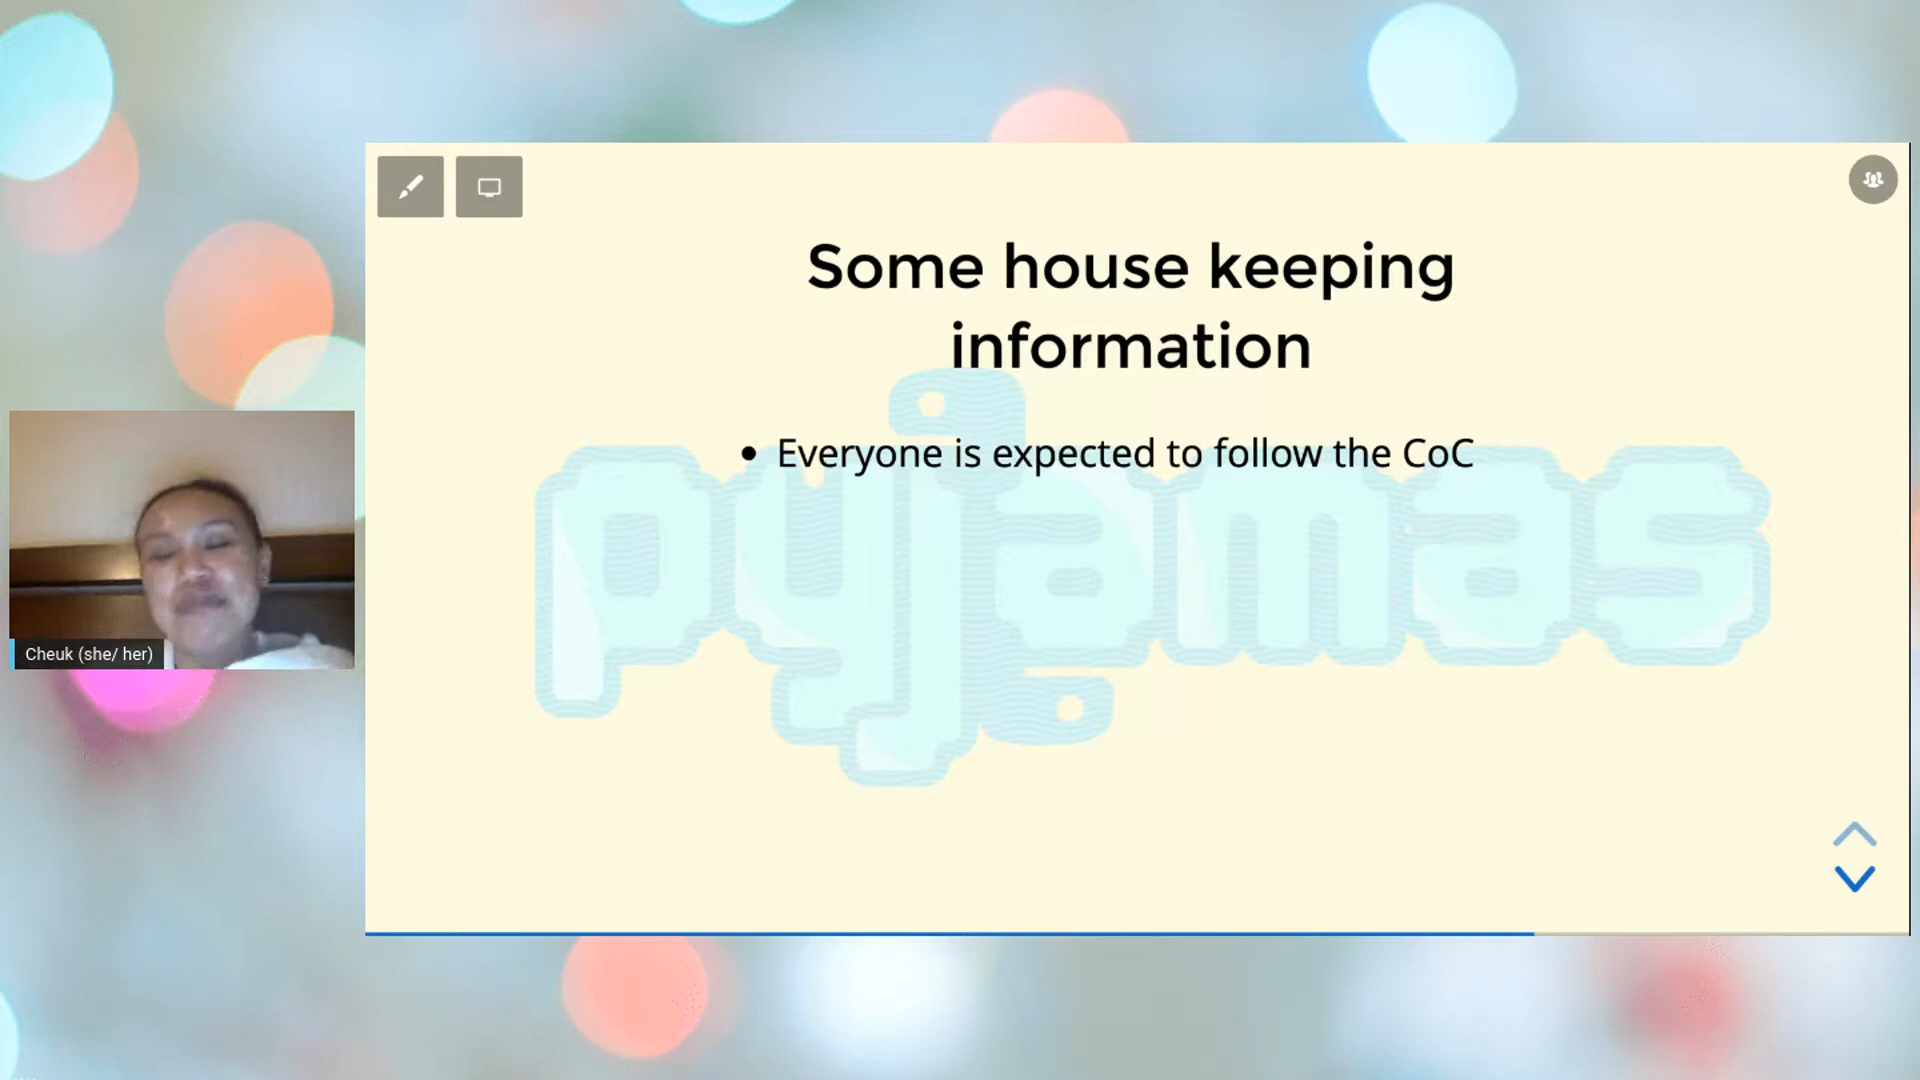 Some house keeping
information
• Everyone is expected to follow the CoC
pyjamas
Cheuk (she/ her)